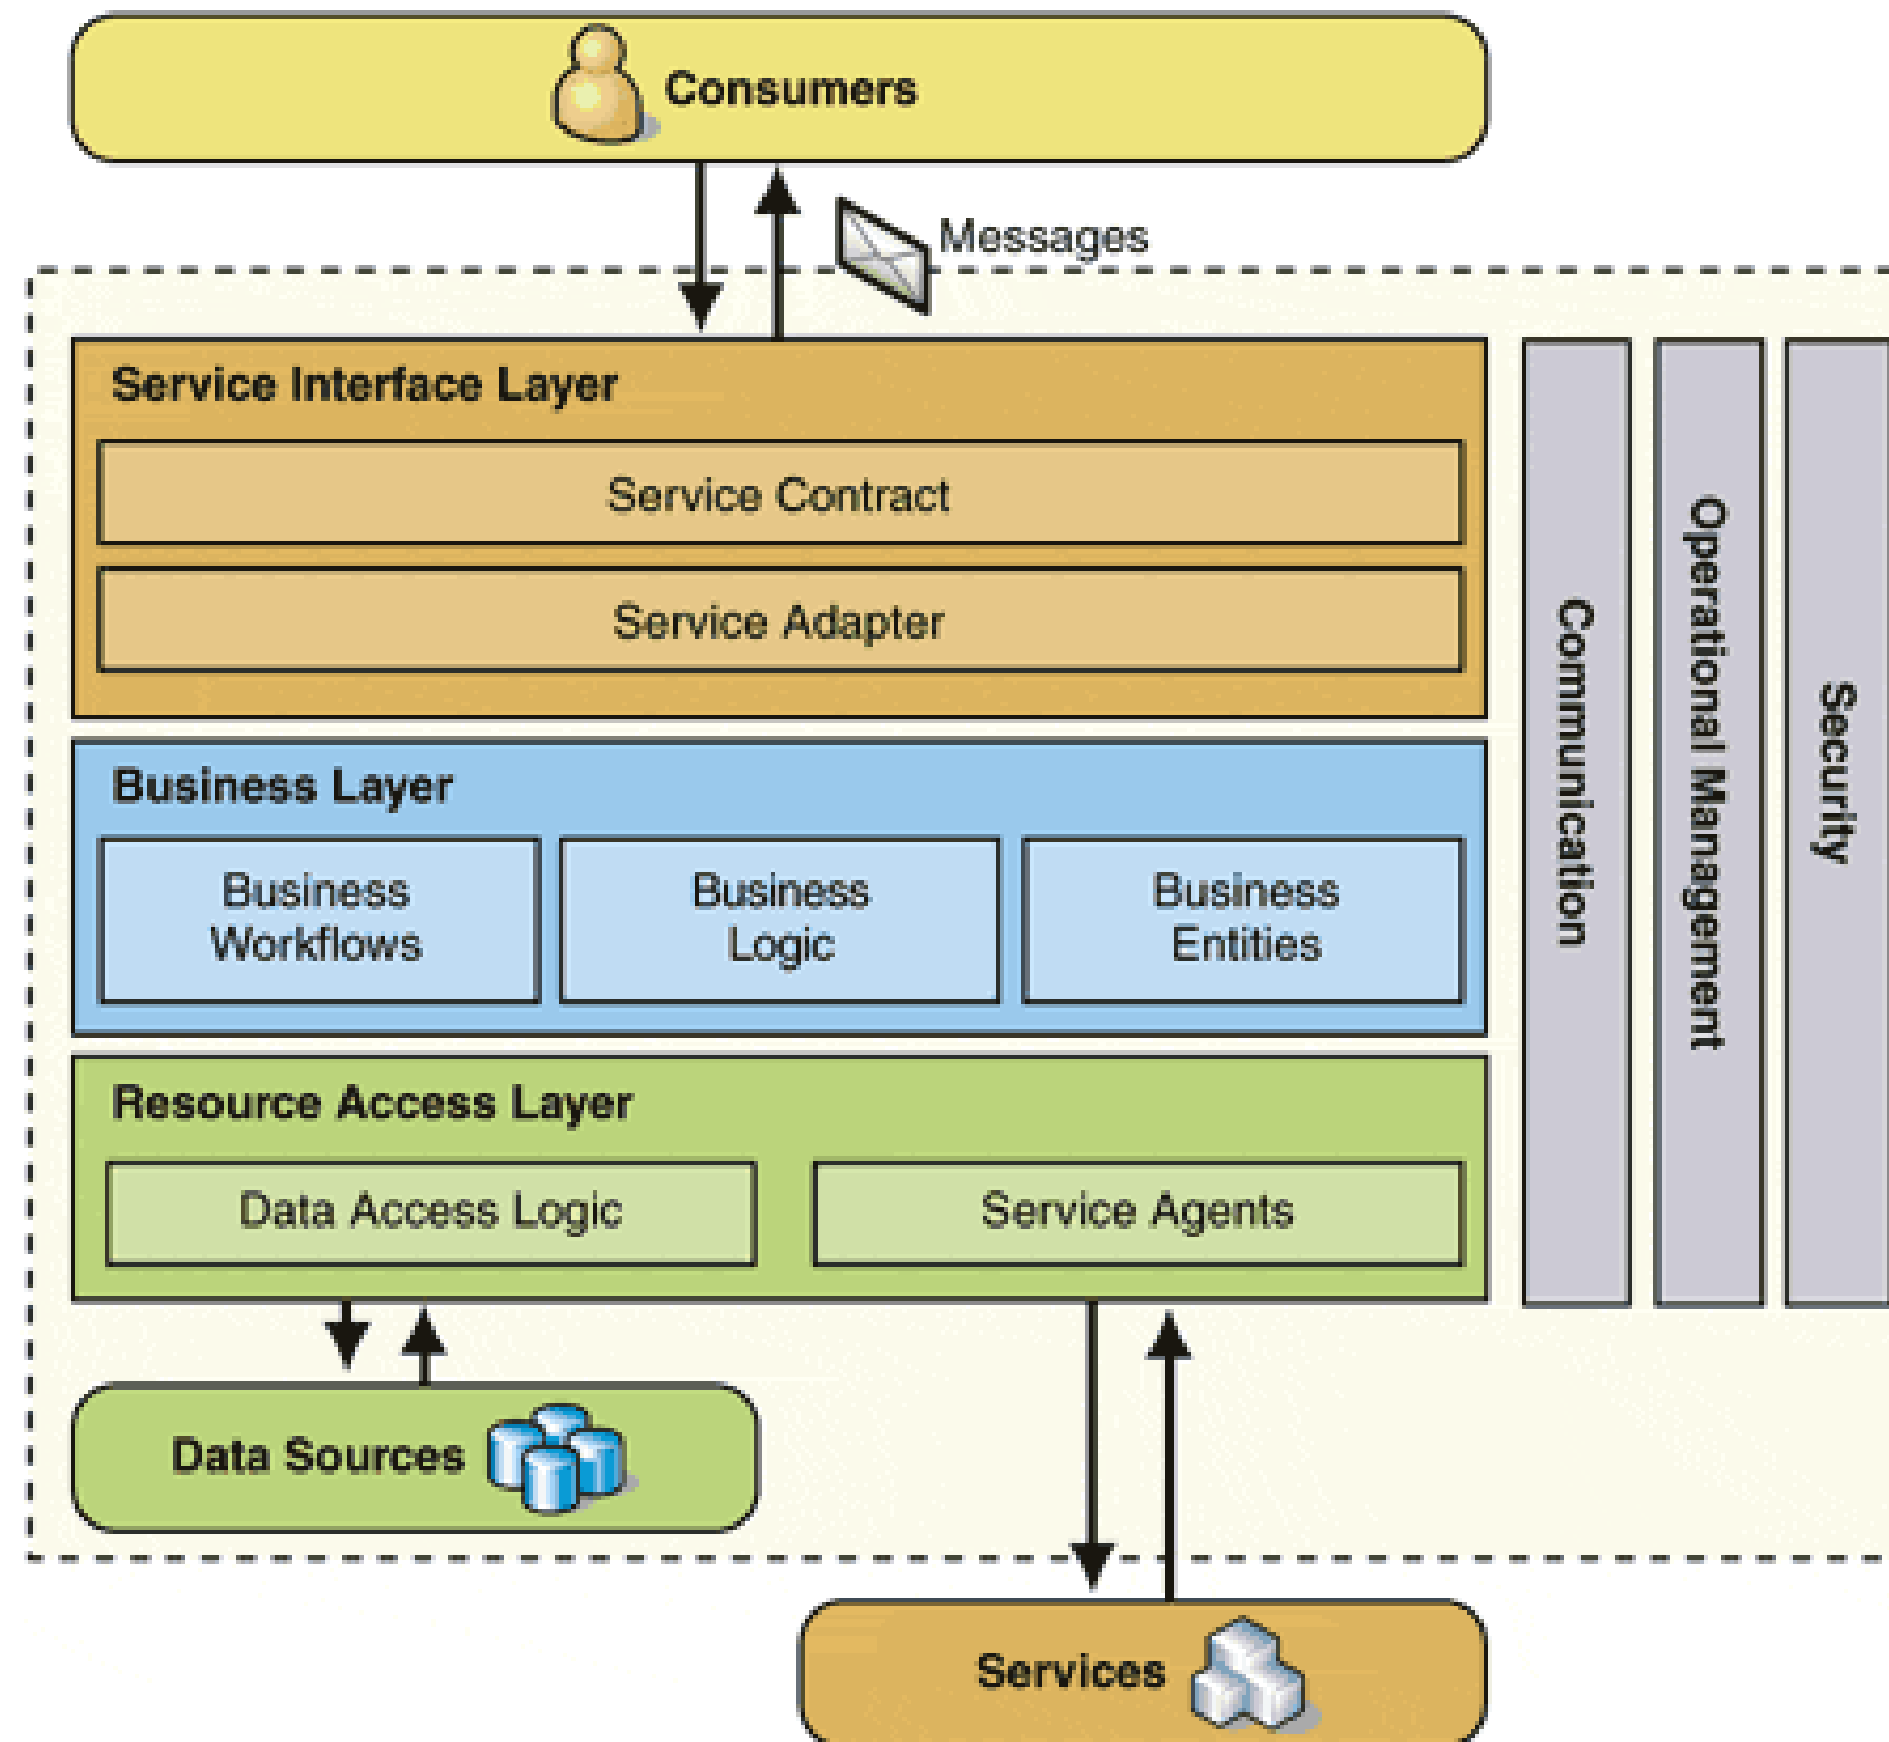 Consumers
Messages
Service Interface Layer
Service Contract
Service Adapter
Business Layer
Business
Workflows
Business
Logic
Business
Entities
Resource Access Layer
Data Access Logic
Service Agents
Communication
Operational Management
Security
Data Sources
Services